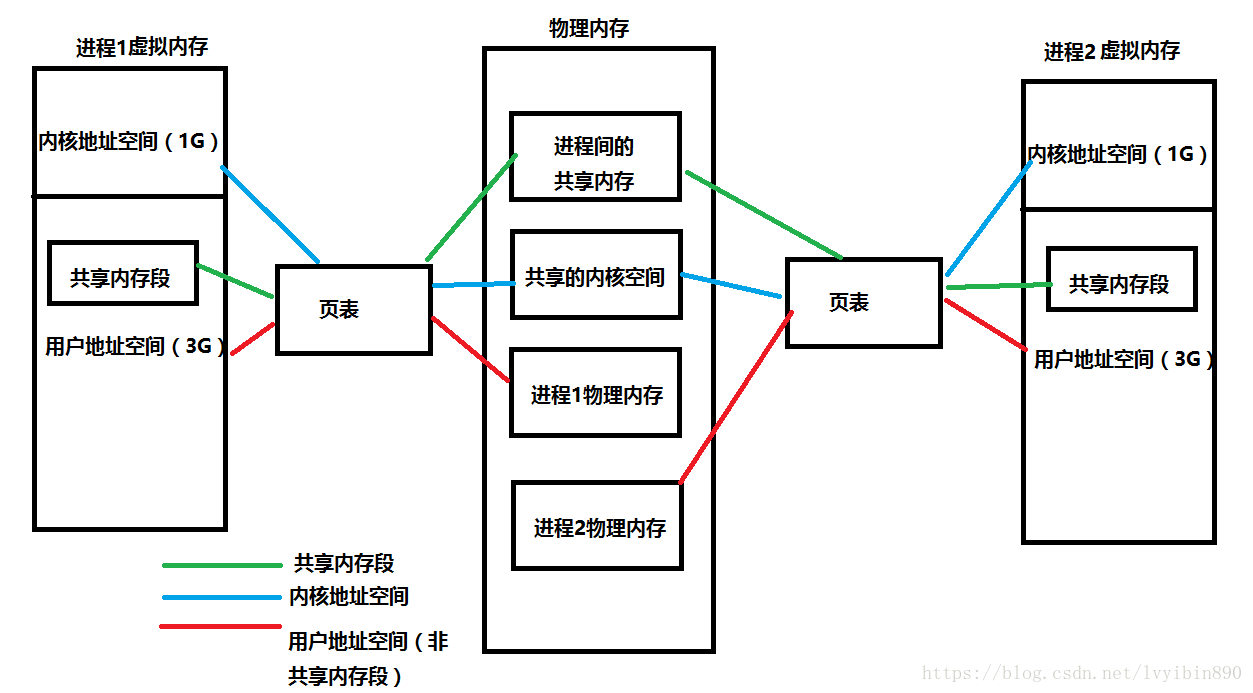 进程1虚拟内存
物理内存
进程2 虚拟内存
内核地址空间（1G）
共享内存段
用户地址空间（3G）
页表
进程间的
共享内存
共享的内核空间
进程1物理内存
进程2物理内存
页表
内核地址空间（1G）
共享内存段
用户地址空间（3G）
共享内存段
内核地址空间
用户地址空间（非
共享内存段）
https://blog.csdn.net/lvyibin890